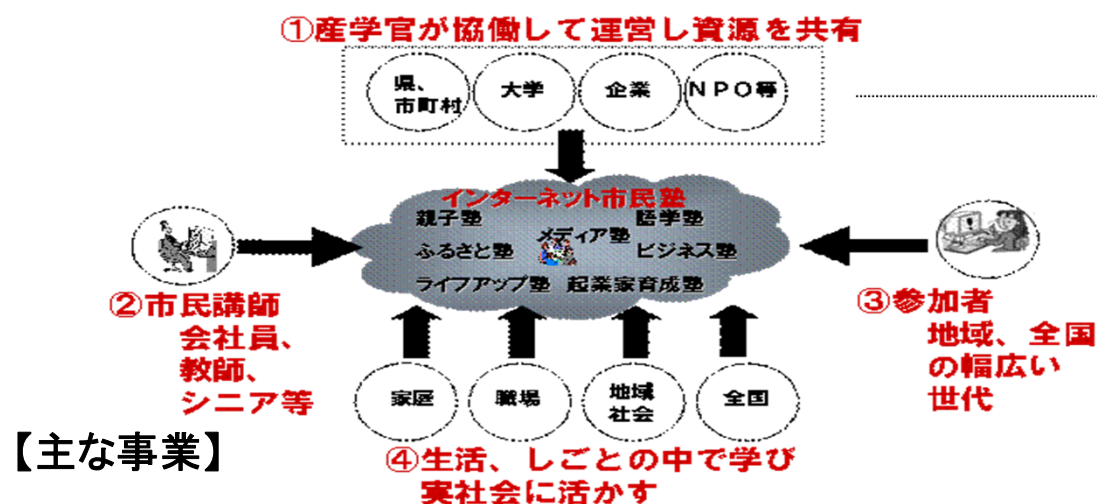 ①産学官が協働して運営し資源を共有
県、
市町村
大学
企業
ＮＰＯ等
インターネット市民塾
親子塾
語学塾
メディア塾
ふるさと塾
ビジネス塾
ライフアップ塾
起業家育成塾
②市民講師
会社員、
教師、
シニア等
③参加者
地域、全国
の幅広い
世代
家庭
職場
地域
社会
全国
④生活、しごとの中で学び
実社会に活かす
【主な事業】